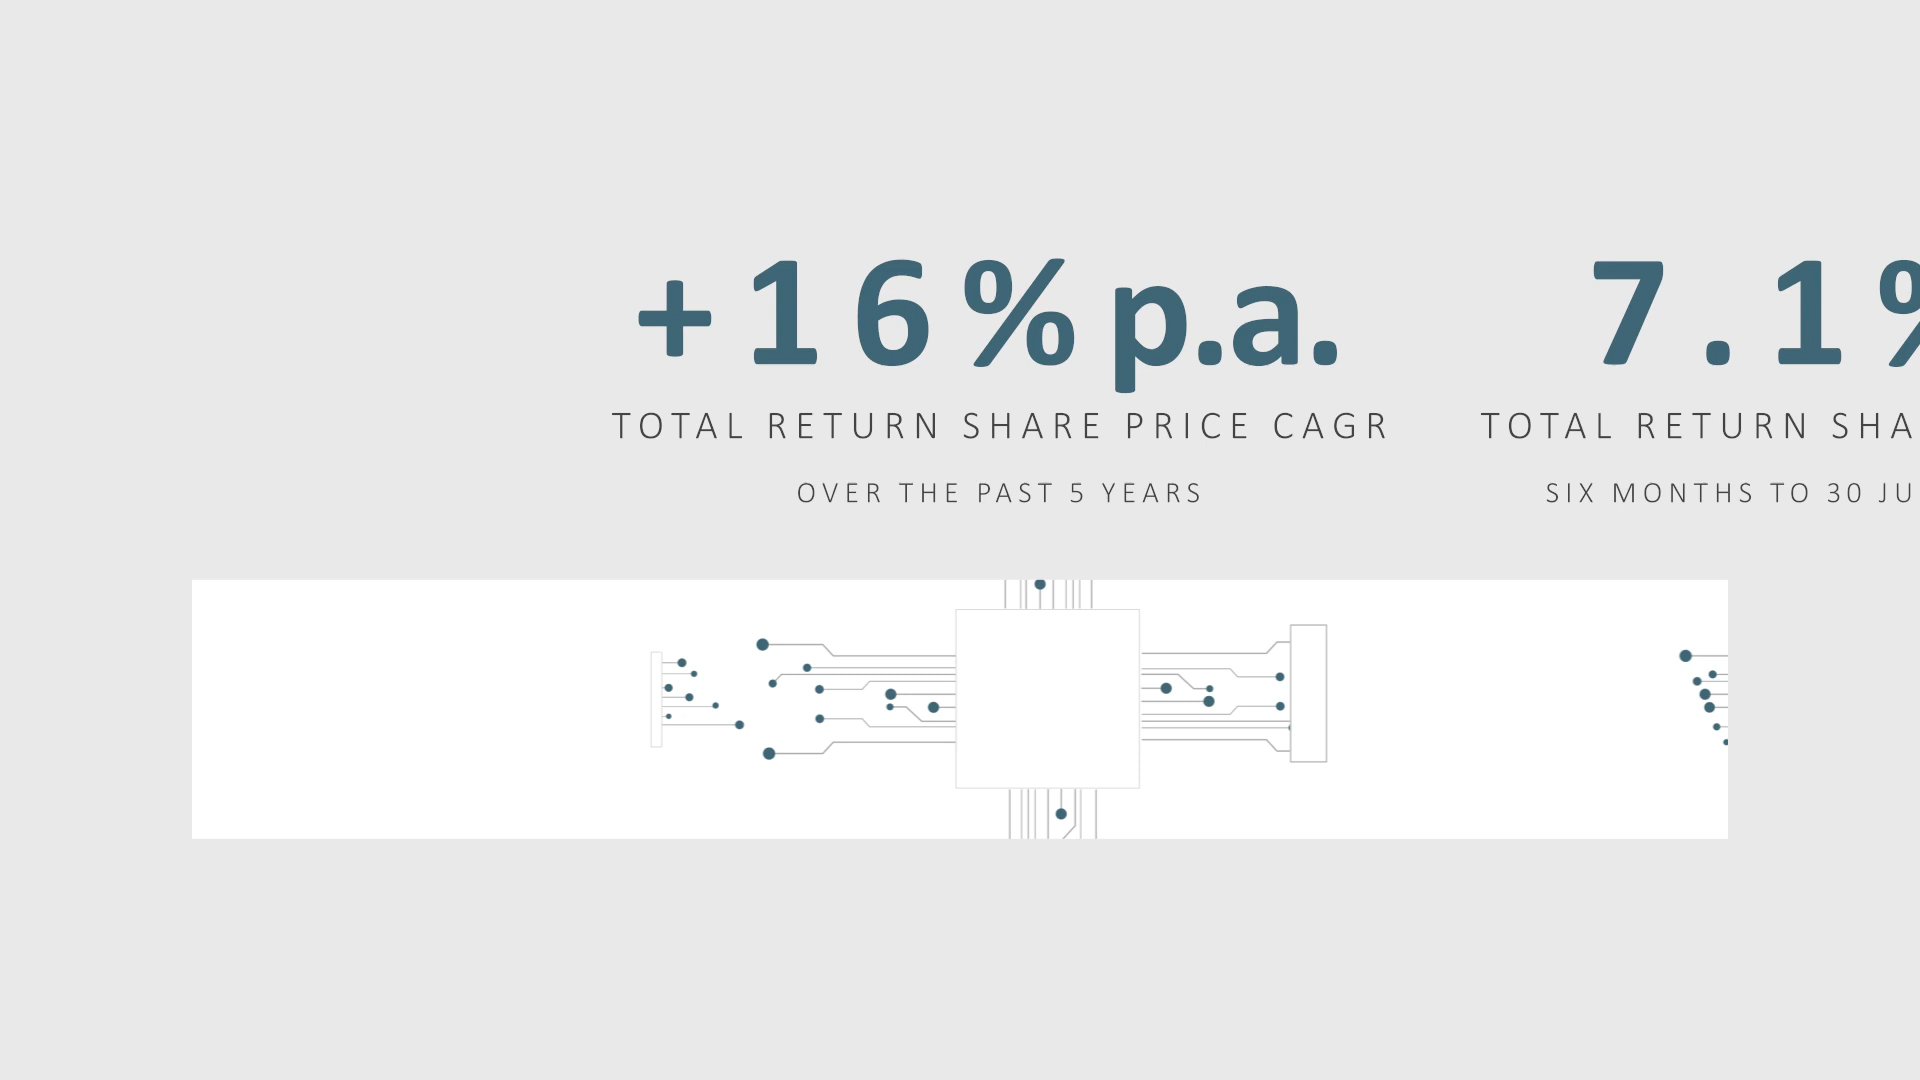 +16%p.a.
TOTAL RETURN SHARE PRICE CAGR
OVER THE PAST 5 YEARS
7.1%
TOTAL RETURN SHA
SIX MONTHS TO 30 JU